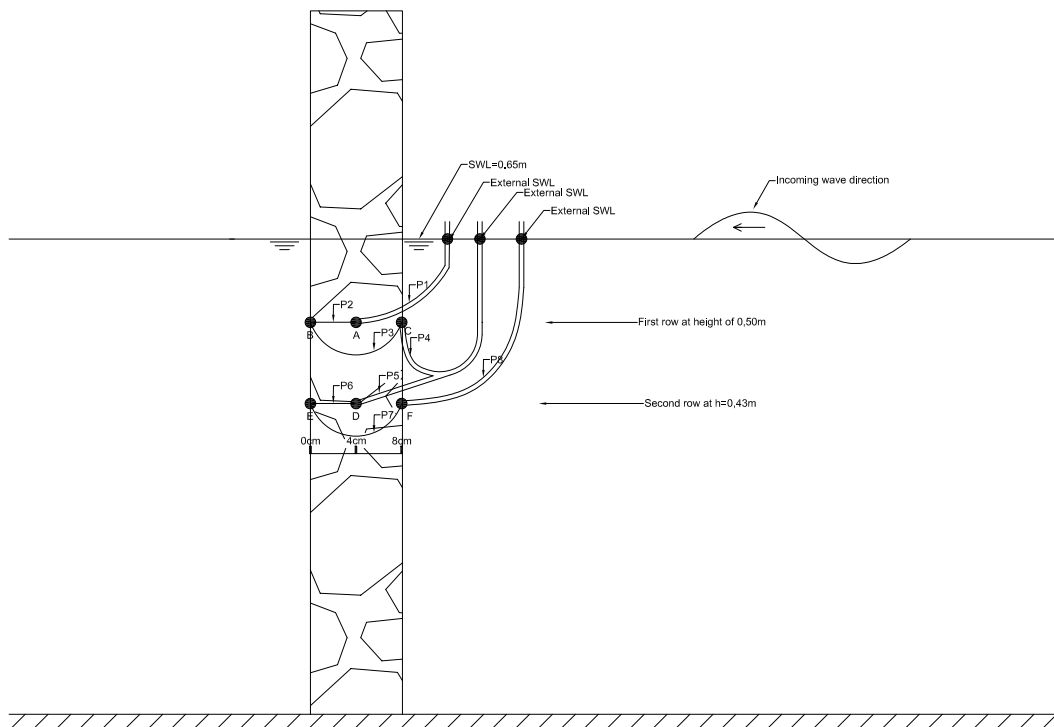 SWL=0.65m
External SWL
External SWL
External SWL
Incoming wave direction
P1
P2
B
A
P3
C
P4
First row at height of 0,50m
P8
P5
P6
E
D
F
Second row at h=0,43m
P7
0cm 4cm 8cm